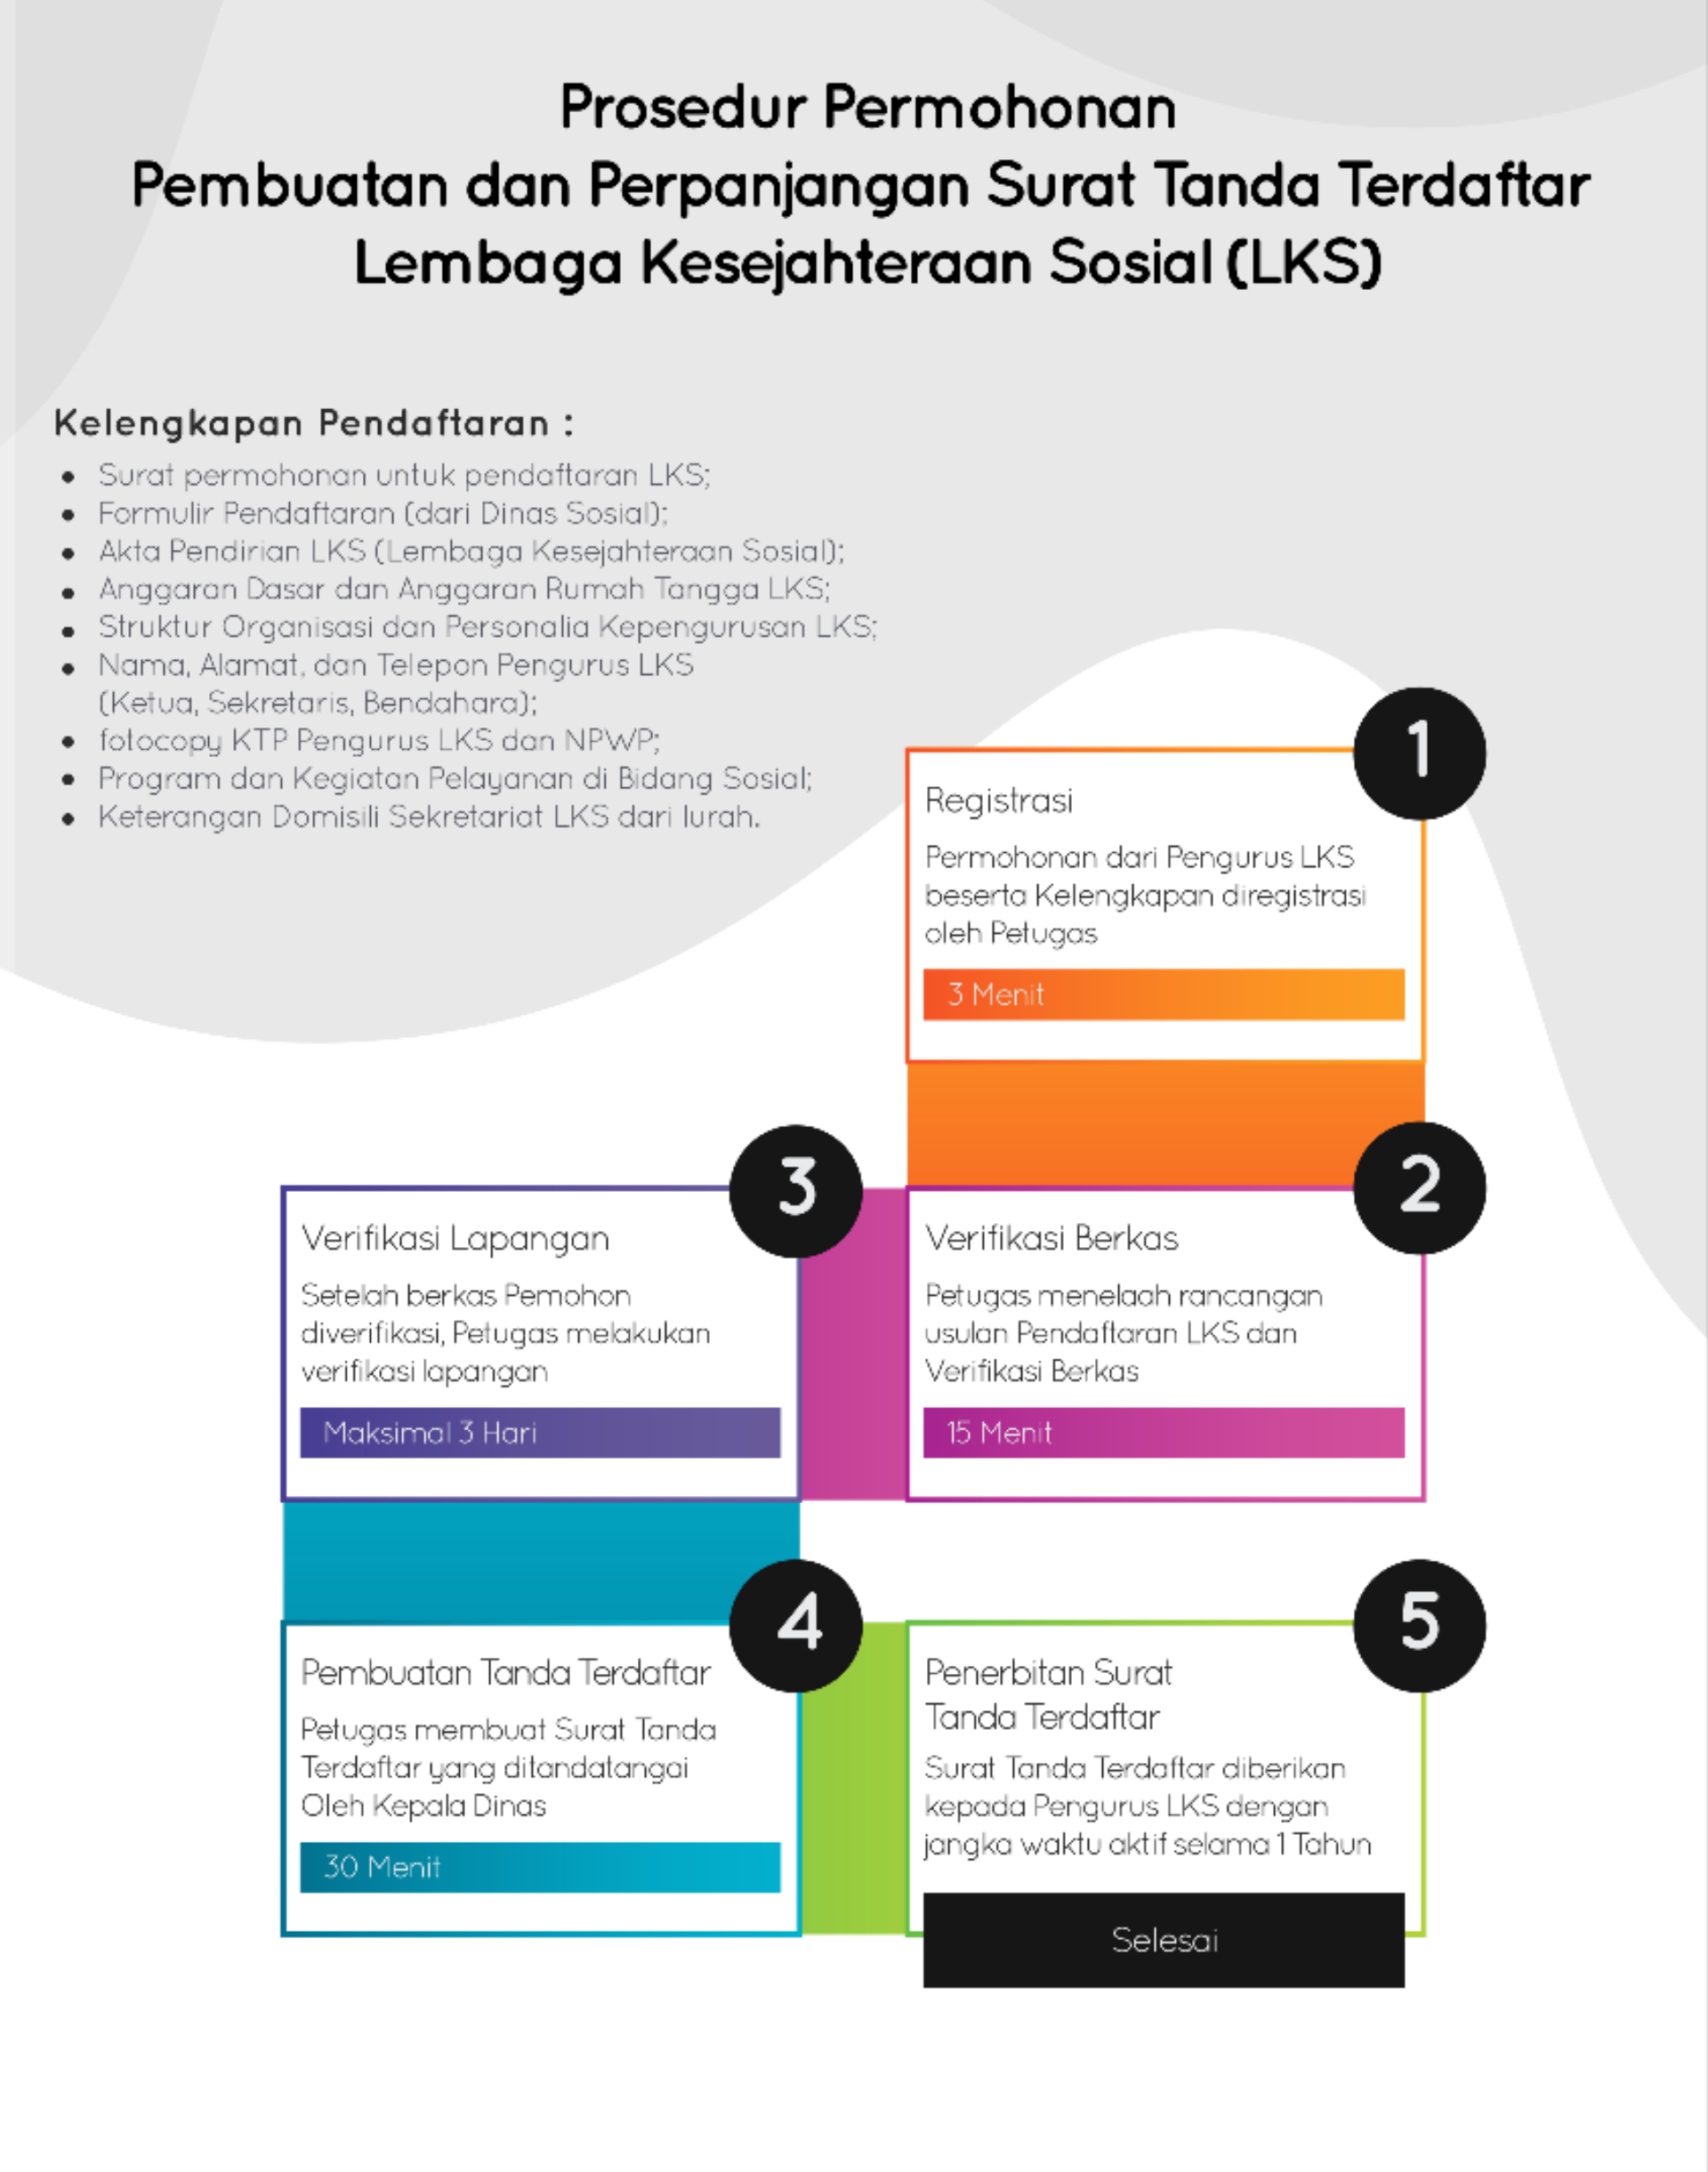 Prosedur Permohonan
Pembuatan dan Perpanjangan Surat Tanda Terdaftar
Lembaga Kesejahteraan Sosial (LKS)
Kelengkapan Pendaftaran :
• Surat permohonan untuk pendaftaran LKS;
• Formulir Pendaftaran (dari Dinas Sosial);
• Akta Pendirian LKS (Lembaga Kesejahteraan Sosial);
• Anggaran Dasar dan Anggaran Rumah Tangga LKS;
• Struktur Organisasi dan Personalia Kepengurusan LKS;
• Nama, Alamat, dan Telepon Pengurus LKS
(Ketua, Sekretaris, Bendahara);
• fotocopy KTP Pengurus LKS dan NPWP;
• Program dan Kegiatan Pelayanan di Bidang Sosial;
• Keterangan Domisili Sekretariat LKS dari lurah.
1
Registrasi
Permohonan dari Pengurus LKS
beserta Kelengkapan diregistrasi
oleh Petugas
3 Menit
2
Verifikasi Berkas
Petugas menelaah rancangan
usulan Pendaftaran LKS dan
Verifikasi Berkas
15 Menit
3
Verifikasi Lapangan
Setelah berkas Pemohon
diverifikasi, Petugas melakukan
verifikasi lapangan
Maksimal 3 Hari
4
Pembuatan Tanda Terdaftar
Petugas membuat Surat Tanda
Terdaftar yang ditandatangai
Oleh Kepala Dinas
30 Menit
5
Penerbitan Surat
Tanda Terdaftar
Surat Tanda Terdaftar diberikan
kepada Pengurus LKS dengan
jangka waktu aktif selama 1 Tahun
Selesai